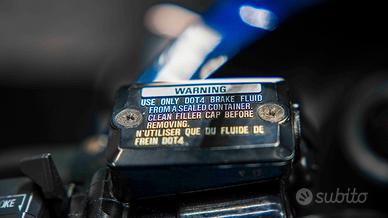 WARNING
USE ONLY DOT4 BRAKE FLUID
FROM A SEALED CONTAINER.
CLEAN FILLER CAP BEFORE
REMOVING.
N'UTILISER QUE DU FLUIDE DE
FREIN DOT4.
OKE
subito